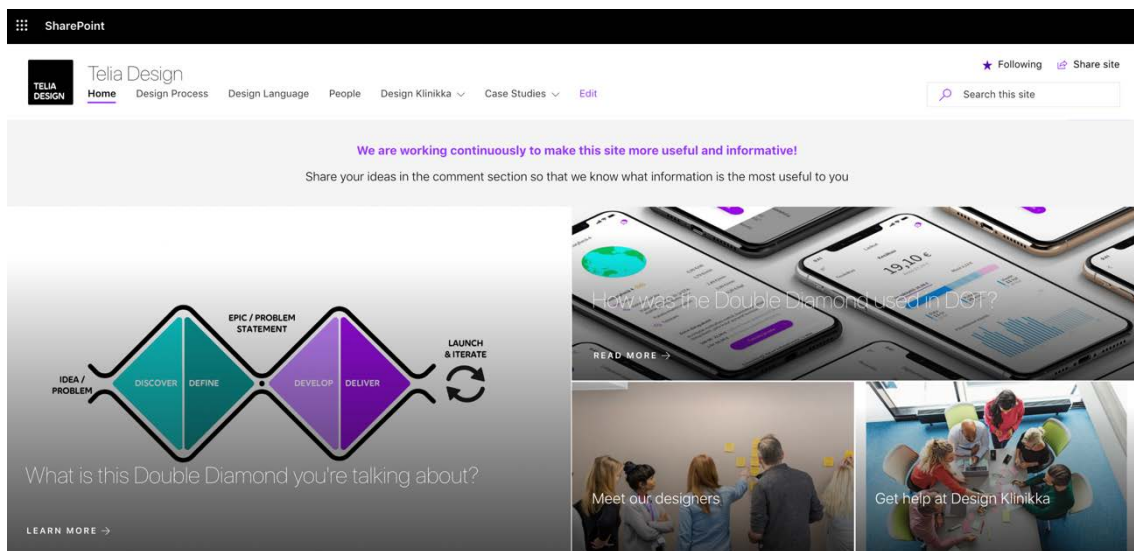 SharePoint
TELIA
DESIGN
Telia Design
Following
Share site
Home
Design Process
Design Language
People
Design Klinikka
Case Studies
Edit
Search this site
We are working continuously to make this site more useful and informative!
Share your ideas in the comment section so that we know what information is the most useful to you
EPIC / PROBLEM
STATEMENT
LAUNCH
& ITERATE
IDEA /
PROBLEM
DISCOVER
DEFINE
DEVELOP
DELIVER
What is this Double Diamond you're talking about?
LEARN MORE →
19,10 €
How was the Double Diamond used in DOT?
READ MORE →
Meet our designers
Get help at Design Klinikka